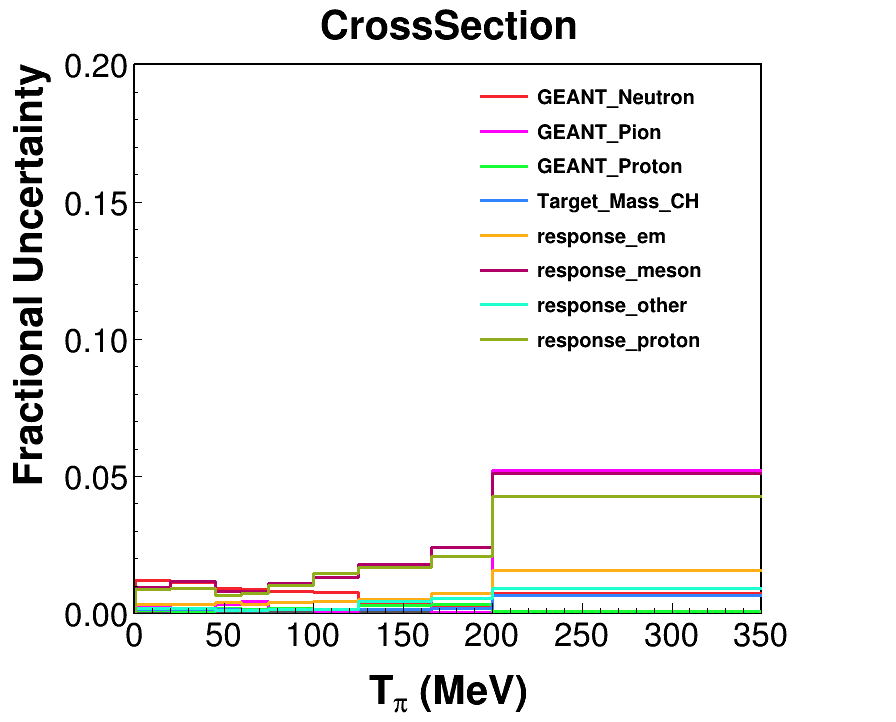 CrossSection
Fractional Uncertainty
0.20
0.15
0.10
0.05
0.00
GEANT_Neutron
GEANT_Pion
GEANT_Proton
Target_Mass_CH
response_em
response_meson
response_other
response_proton
0 50 100 150 200 250 300 350
Tπ (MeV)